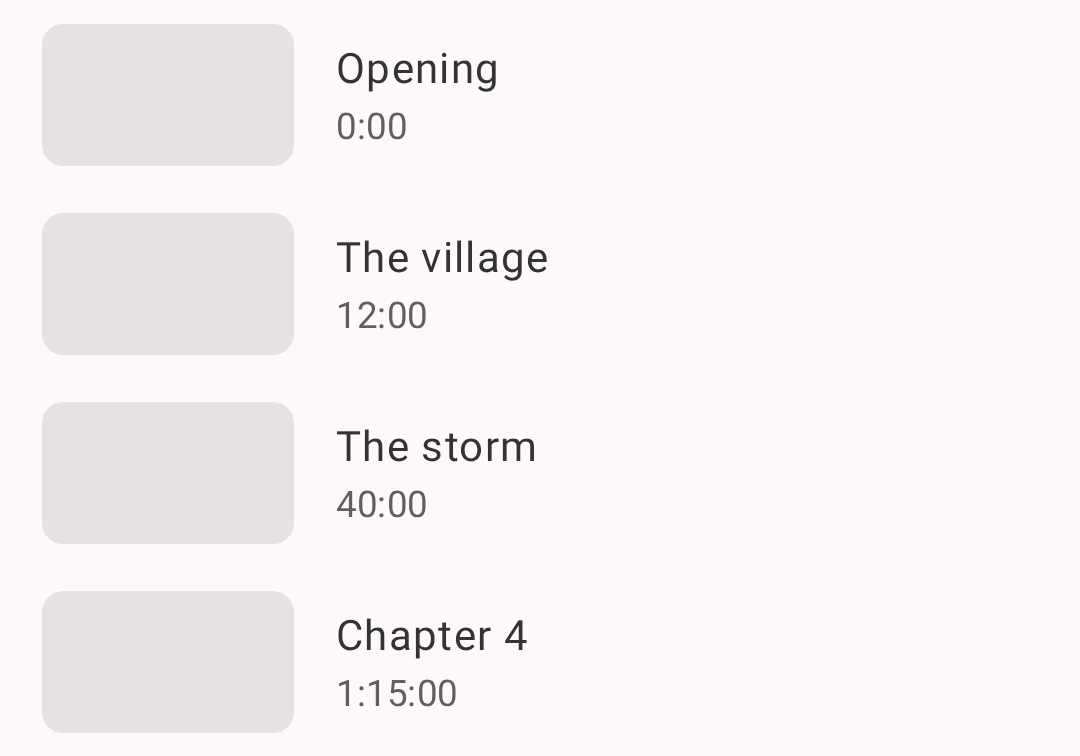 Opening
0:00
The village
12:00
The storm
40:00
Chapter 4
1:15:00